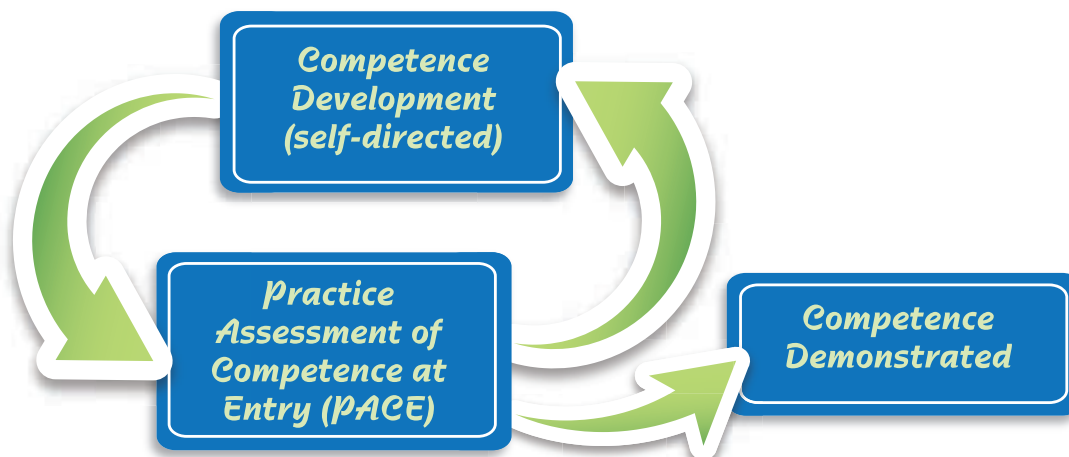 Competence
Development
(self-directed)
Practice
Assessment of
Competence at
Entry (PACE)
Competence
Demonstrated